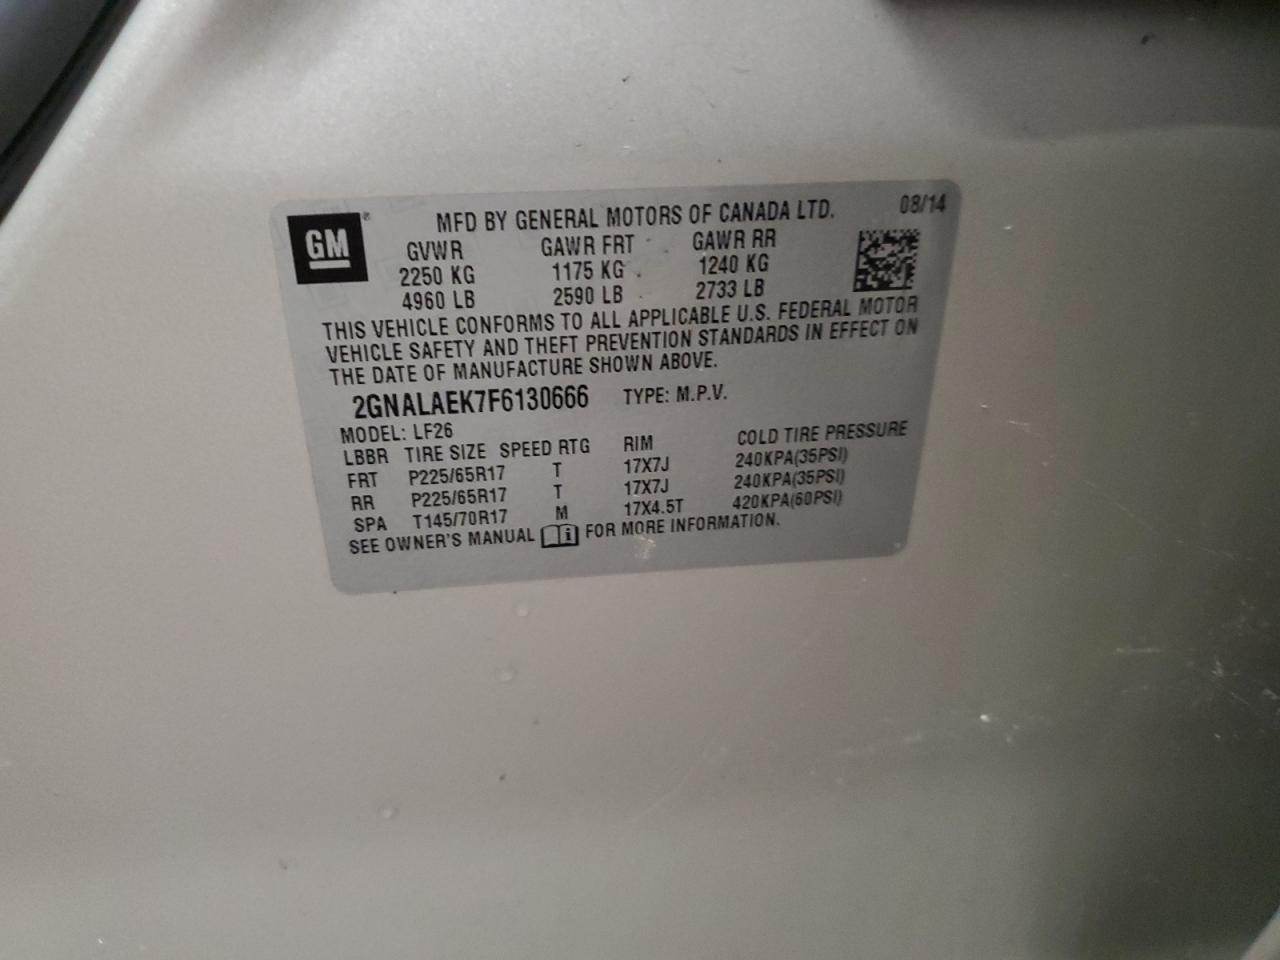 GM®
MFD BY GENERAL MOTORS OF CANADA LTD. 08/14
GVWR GAWR FRT GAWR RR
2250 KG 1175 KG 1240 KG
4960 LB 2590 LB 2733 LB
THIS VEHICLE CONFORMS TO ALL APPLICABLE U.S. FEDERAL MOTOR
VEHICLE SAFETY AND THEFT PREVENTION STANDARDS IN EFFECT ON
THE DATE OF MANUFACTURE SHOWN ABOVE.
2GNALAEK7F6130666 TYPE: M.P.V.
MODEL: LF26
LBBR TIRE SIZE SPEED RTG RIM COLD TIRE PRESSURE
FRT P225/65R17 T 17X7J 240KPA(35PSI)
RR P225/65R17 T 17X7J 240KPA(35PSI)
SPA T145/70R17 M 17X4.5T 420KPA(60PSI)
SEE OWNER'S MANUAL i FOR MORE INFORMATION.